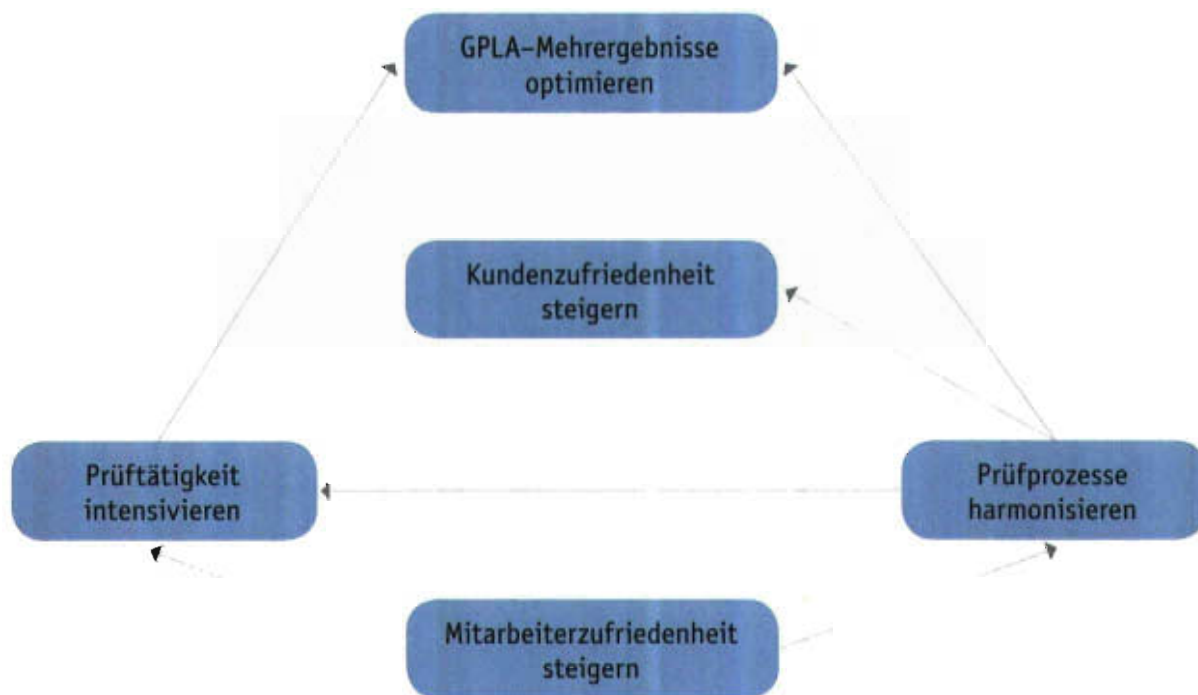 GPLA–Mehrergebnisse
optimieren
Kundenzufriedenheit
steigern
Prüftätigkeit
intensivieren
Prüfprozesse
harmonisieren
Mitarbeiterzufriedenheit
steigern